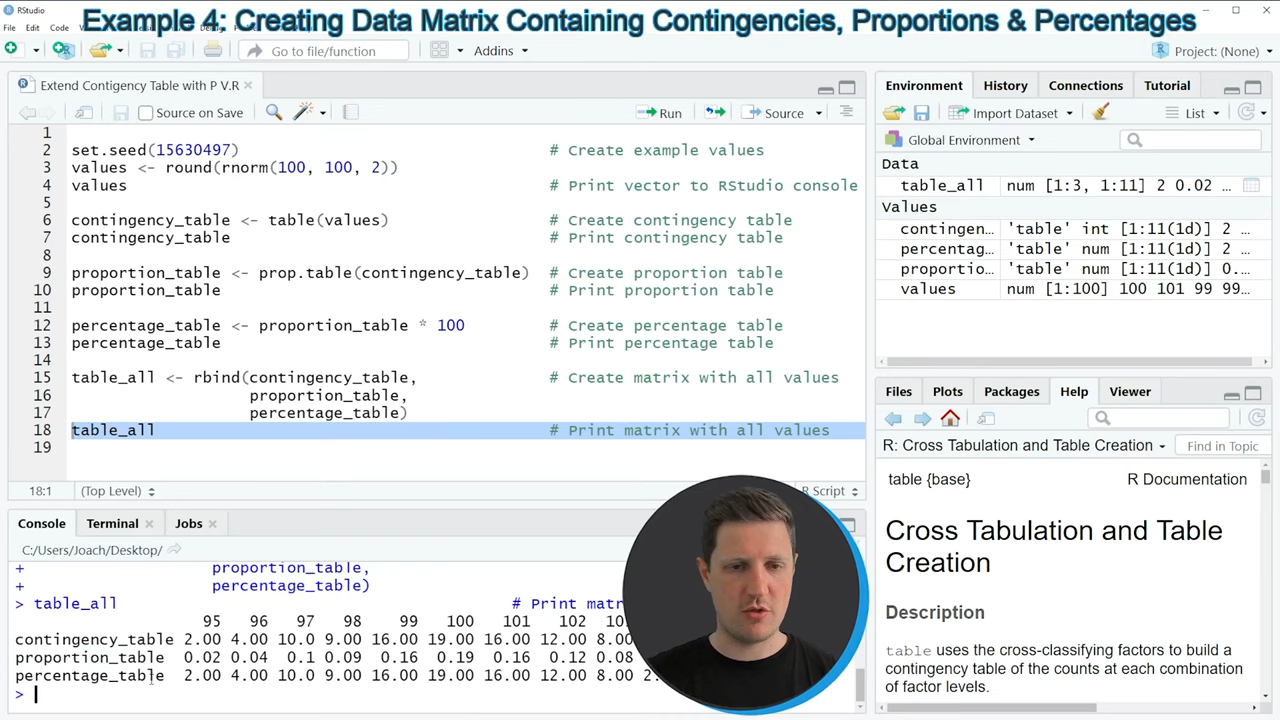 RStudio
Example 4: Creating Data Matrix Containing Contingencies, Proportions & Percentages
File Edit Code
Go to file/function
Addins
Project: (None)
Extend Contigency Table with P V.R
Source on Save
Run
Source
1
2 set.seed(15630497) # Create example values
3 values <- round(rnorm(100, 100, 2))
4 values # Print vector to RStudio console
5
6 contingency_table <- table(values) # Create contingency table
7 contingency_table # Print contingency table
8
9 proportion_table <- prop.table(contingency_table) # Create proportion table
10 proportion_table # Print proportion table
11
12 percentage_table <- proportion_table * 100 # Create percentage table
13 percentage_table # Print percentage table
14
15 table_all <- rbind(contingency_table, # Create matrix with all values
16 proportion_table,
17 percentage_table)
18 table_all # Print matrix with all values
19
18:1 (Top Level) R Script
Console Terminal Jobs
C:/Users/Joach/Desktop/
+ proportion_table,
+ percentage_table)
> table_all # Print matr
95 96 97 98 99 100 101 102 10
contingency_table 2.00 4.00 10.0 9.00 16.00 19.00 16.00 12.00 8.00
proportion_table 0.02 0.04 0.1 0.09 0.16 0.19 0.16 0.12 0.08
percentage_table 2.00 4.00 10.0 9.00 16.00 19.00 16.00 12.00 8.00 2.
>
Environment History Connections Tutorial
Import Dataset List
Global Environment
Data
table_all num [1:3, 1:11] 2 0.02 ...
Values
contingen… 'table' int [1:11(1d)] 2 …
percentag… 'table' num [1:11(1d)] 2 …
proportio… 'table' num [1:11(1d)] 0.…
values num [1:100] 100 101 99 99…
Files Plots Packages Help Viewer
R: Cross Tabulation and Table Creation Find in Topic
table {base} R Documentation
Cross Tabulation and Table
Creation
Description
table uses the cross-classifying factors to build a
contingency table of the counts at each combination
of factor levels.